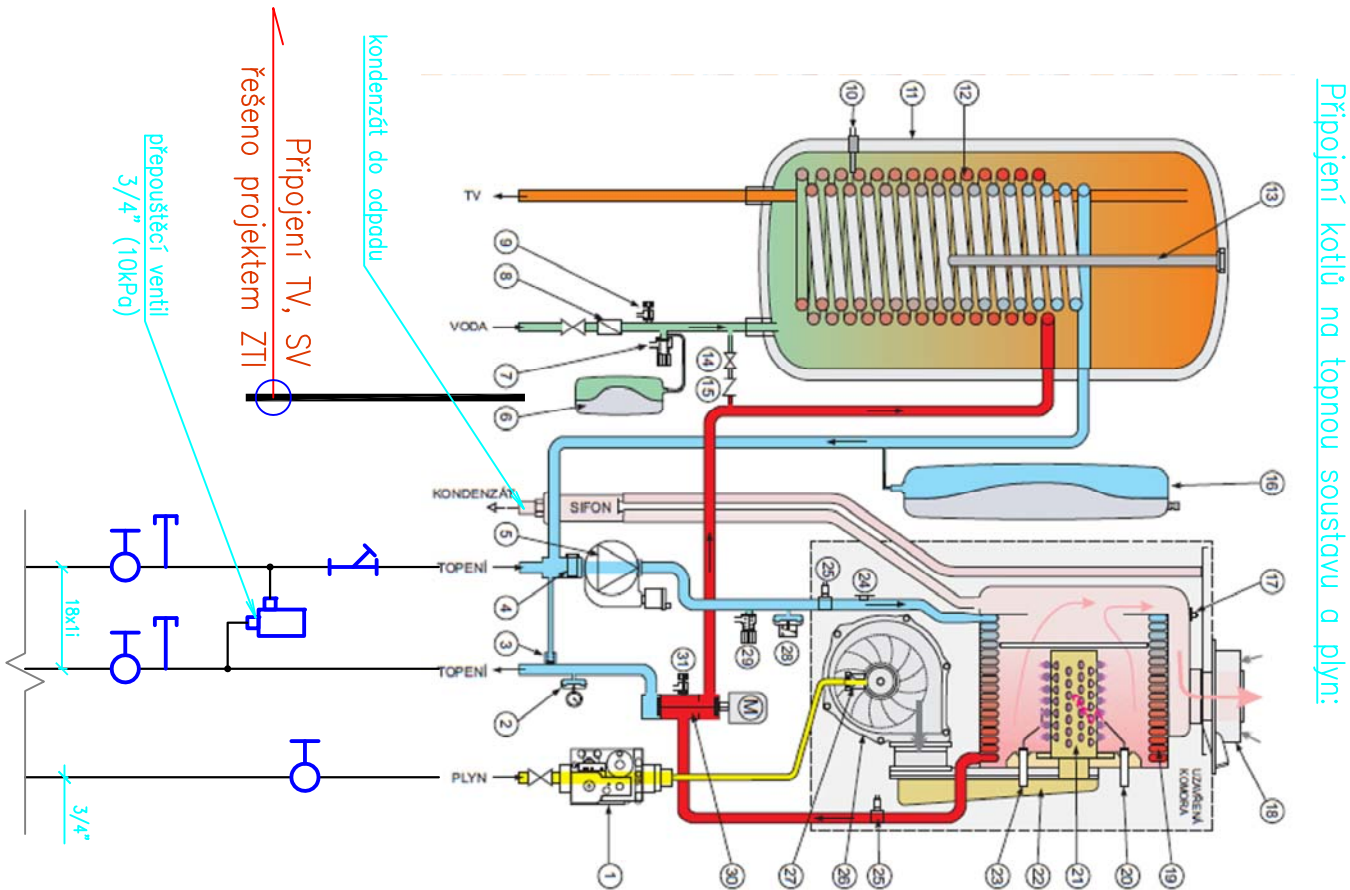 Připojení kotlů na topnou soustavu a plyn:
kondenzát do odpadu
Připojení TV, SV
řešeno projektem ZTI
přepouštěcí ventil
3/4" (10kPa)
10
11
12
13
TV
9
8
VODA
7
6
14
15
16
KONDENZÁT
SIFON
5
TOPENÍ
4
3
TOPENÍ
2
31
M
30
PLYN
1
25
24
29
28
17
18
UZAVŘENÁ
KOMORA
27
26
25
23
22
21
20
19
18x1i
3/4"